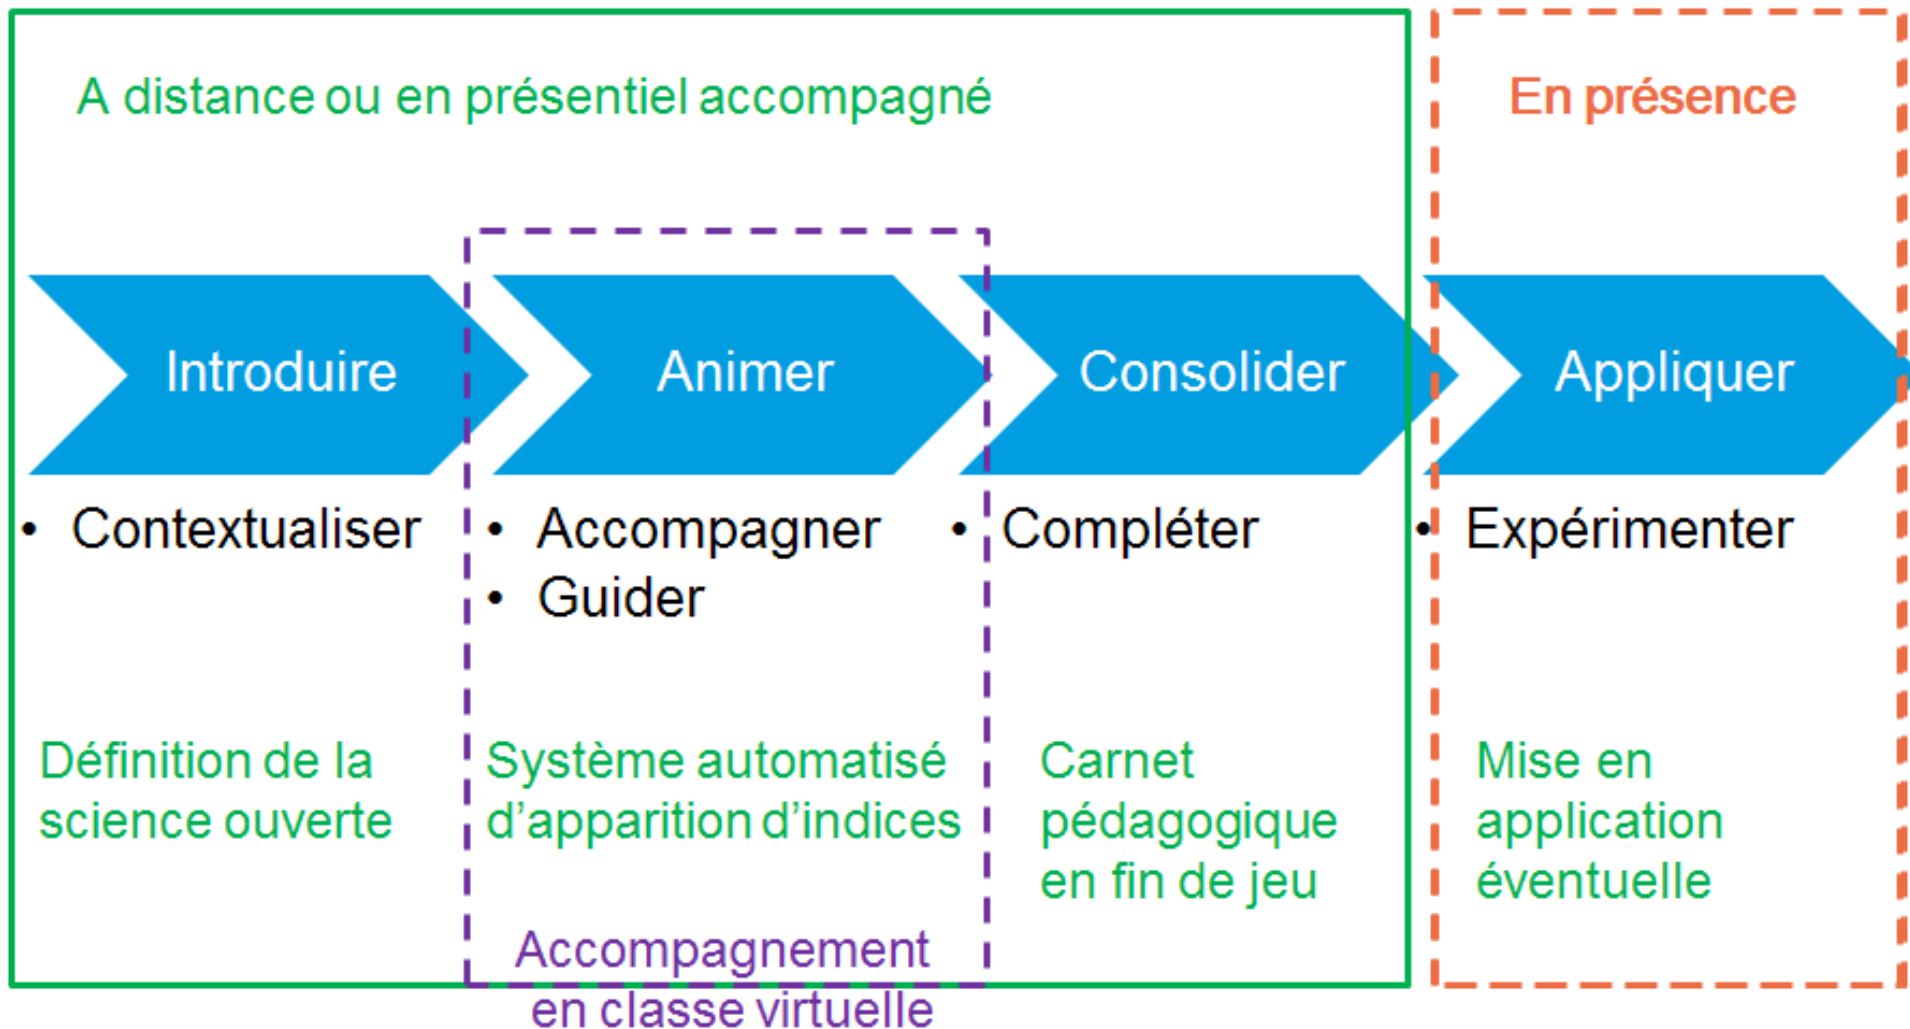 A distance ou en présentiel accompagné
En présence
Introduire
Animer
Consolider
Appliquer
• Contextualiser
• Accompagner
• Guider
• Compléter
• Expérimenter
Définition de la
science ouverte
Système automatisé
d'apparition d'indices
Carnet
pédagogique
en fin de jeu
Mise en
application
éventuelle
Accompagnement
en classe virtuelle